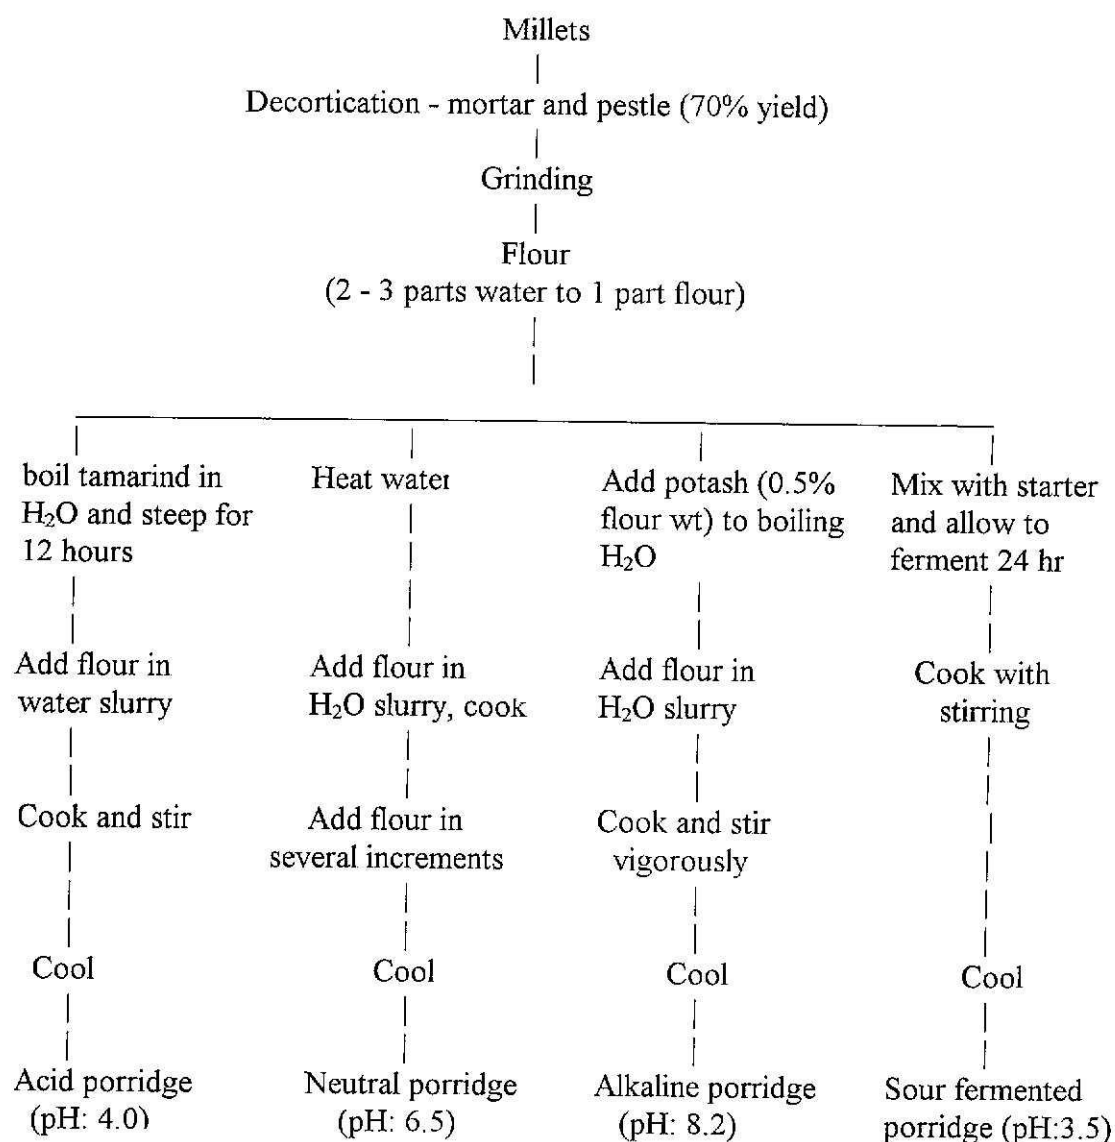 Millets
Decortication - mortar and pestle (70% yield)
Grinding
Flour
(2 - 3 parts water to 1 part flour)
boil tamarind in
H₂O and steep for
12 hours
Add flour in
water slurry
Cook and stir
Cool
Acid porridge
(pH: 4.0)
Heat water
Add flour in
H₂O slurry, cook
Add flour in
several increments
Cool
Neutral porridge
(pH: 6.5)
Add potash (0.5%
flour wt) to boiling
H₂O
Add flour in
H₂O slurry
Cook and stir
vigorously
Cool
Alkaline porridge
(pH: 8.2)
Mix with starter
and allow to
ferment 24 hr
Cook with
stirring
Cool
Sour fermented
porridge (pH:3.5)